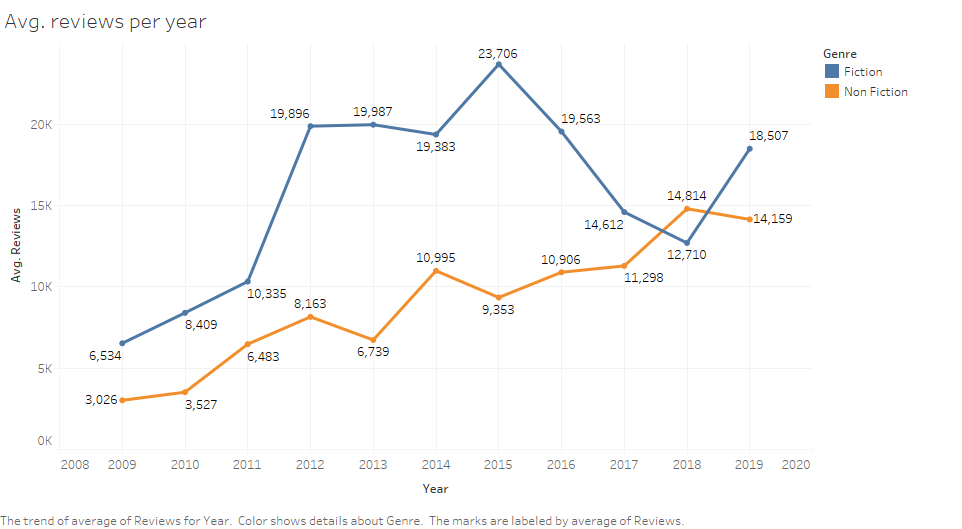 Avg. reviews per year
Genre
Fiction
Non Fiction
23,706
19,896
19,987
19,383
19,563
18,507
20K
15K
14,612
14,814
14,159
12,710
10,995
10,906
11,298
10K
10,335
8,409
8,163
9,353
6,534
6,483
6,739
5K
3,026
3,527
0K
Avg. Reviews
2008 2009 2010 2011 2012 2013 2014 2015 2016 2017 2018 2019 2020
Year
The trend of average of Reviews for Year.  Color shows details about Genre.  The marks are labeled by average of Reviews.